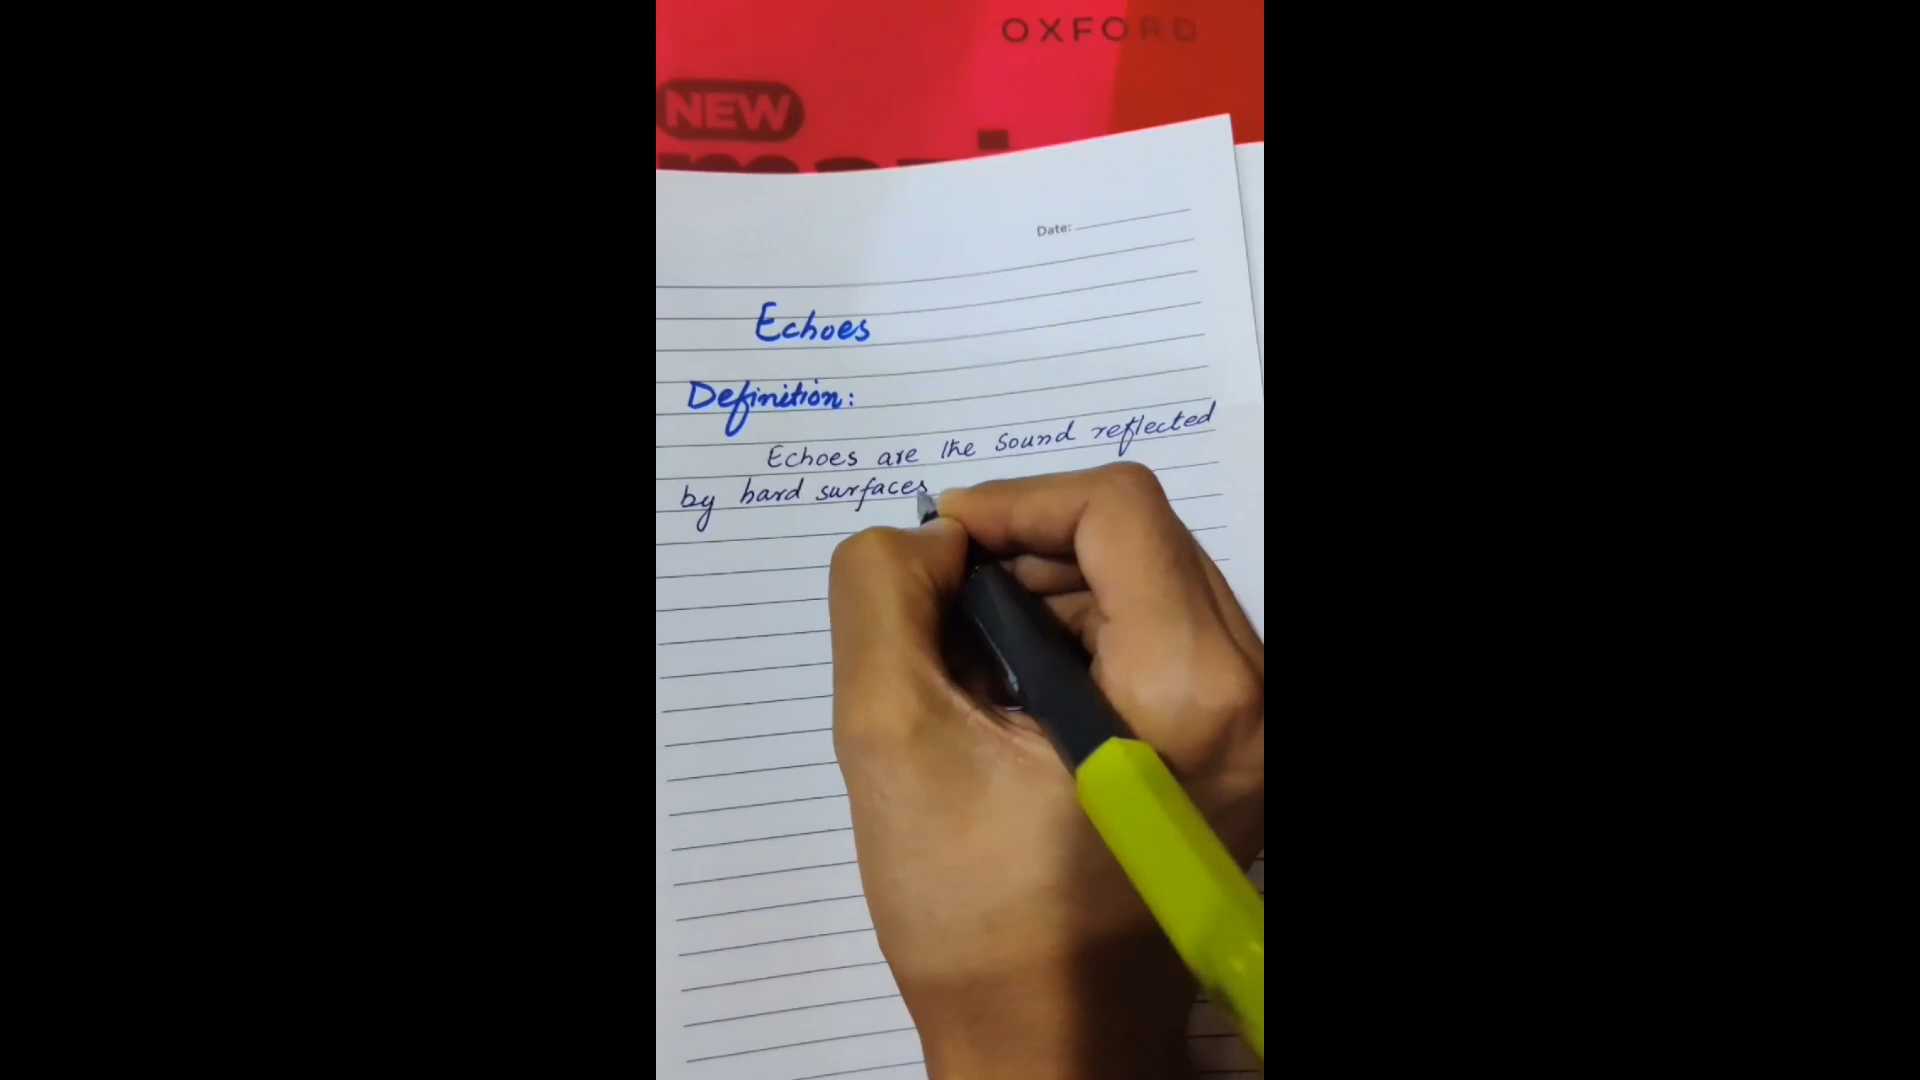 OXFORD
NEW
Date:
Echoes
Definition:
Echoes are the sound reflected
by hard surfaces